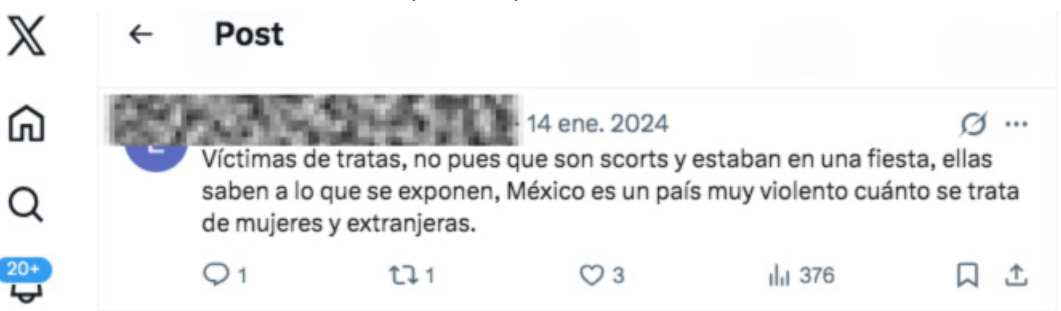 Post
14 ene. 2024
Víctimas de tratas, no pues que son scorts y estaban en una fiesta, ellas
saben a lo que se exponen, México es un país muy violento cuánto se trata
de mujeres y extranjeras.
1 1 3 376
20+